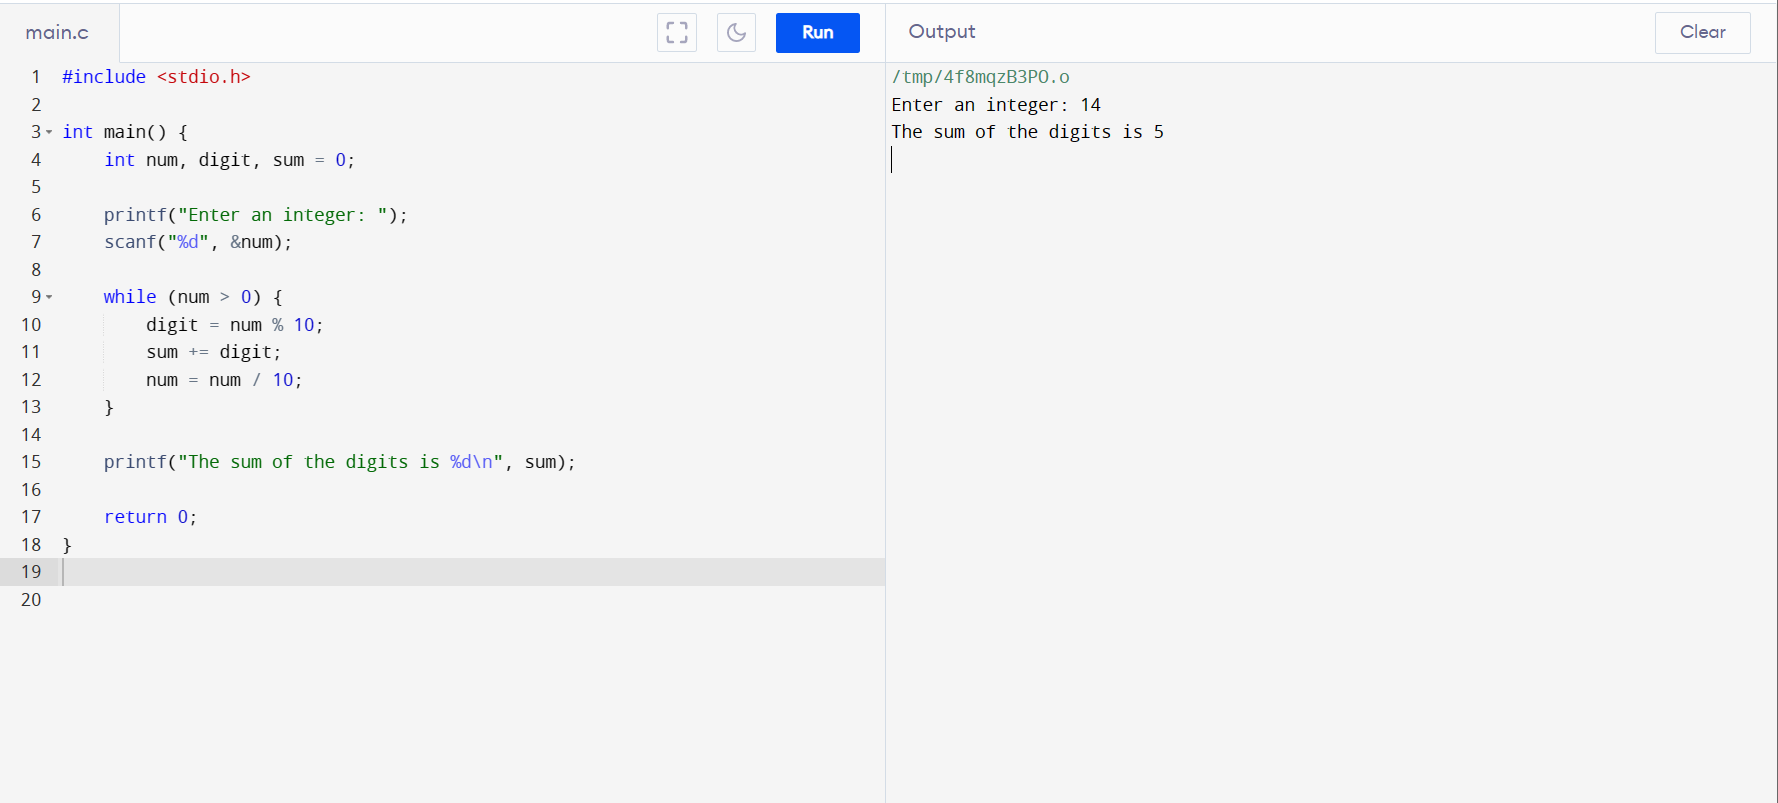 main.c
Run
Output
Clear
1 #include <stdio.h>
2
3 int main() {
4     int num, digit, sum = 0;
5
6     printf("Enter an integer: ");
7     scanf("%d", &num);
8
9     while (num > 0) {
10         digit = num % 10;
11         sum += digit;
12         num = num / 10;
13     }
14
15     printf("The sum of the digits is %d\n", sum);
16
17     return 0;
18 }
19
20
/tmp/4f8mqzB3PO.o
Enter an integer: 14
The sum of the digits is 5